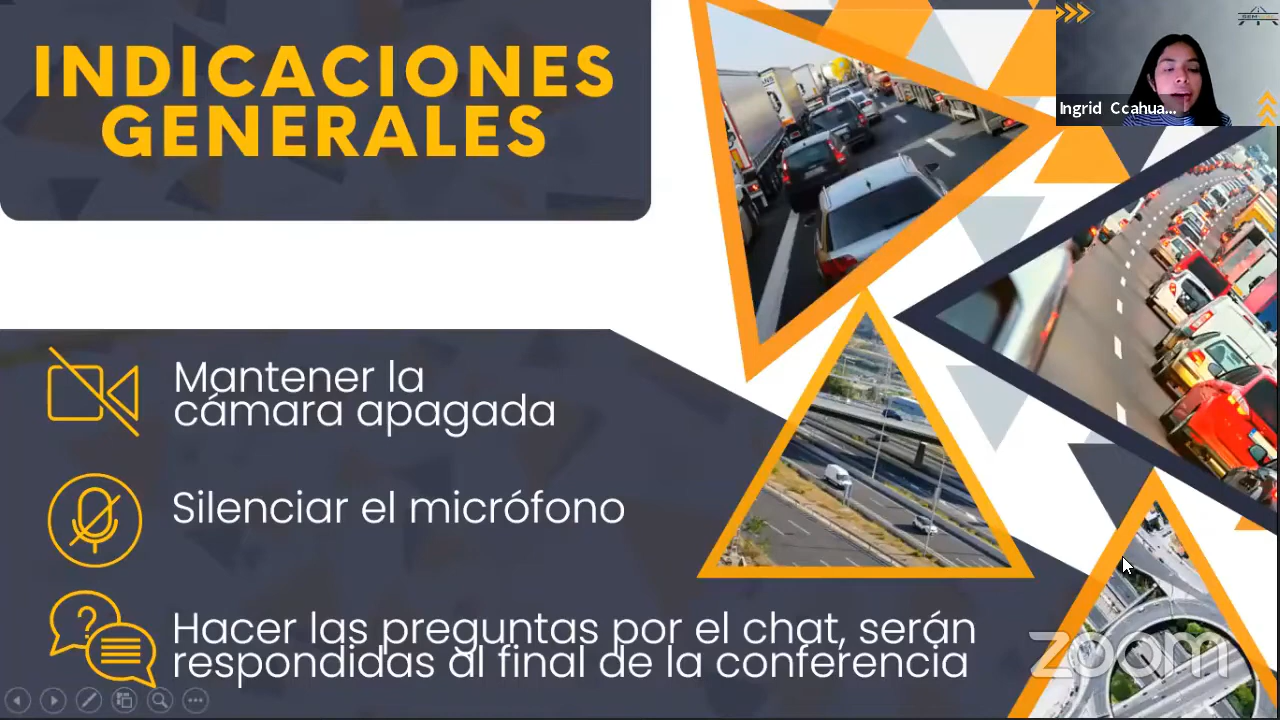 INDICACIONES
GENERALES
Ingrid Ccahua...
Mantener la
cámara apagada
Silenciar el micrófono
Hacer las preguntas por el chat, serán
respondidas al final de la conferencia
zoom